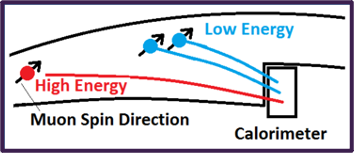 Low Energy
High Energy
Muon Spin Direction
Calorimeter